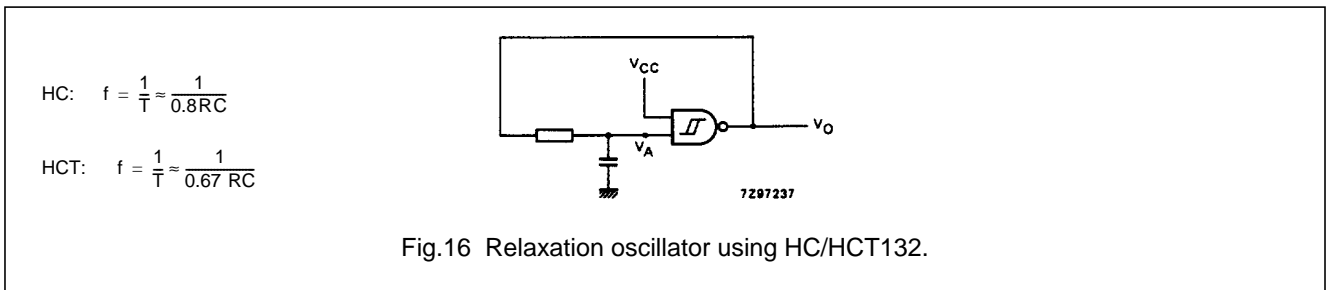 HC: f = 1/T ≈ 1/0.8RC
HCT: f = 1/T ≈ 1/0.67 RC
VCC
VA
VO
7Z97237
Fig.16 Relaxation oscillator using HC/HCT132.